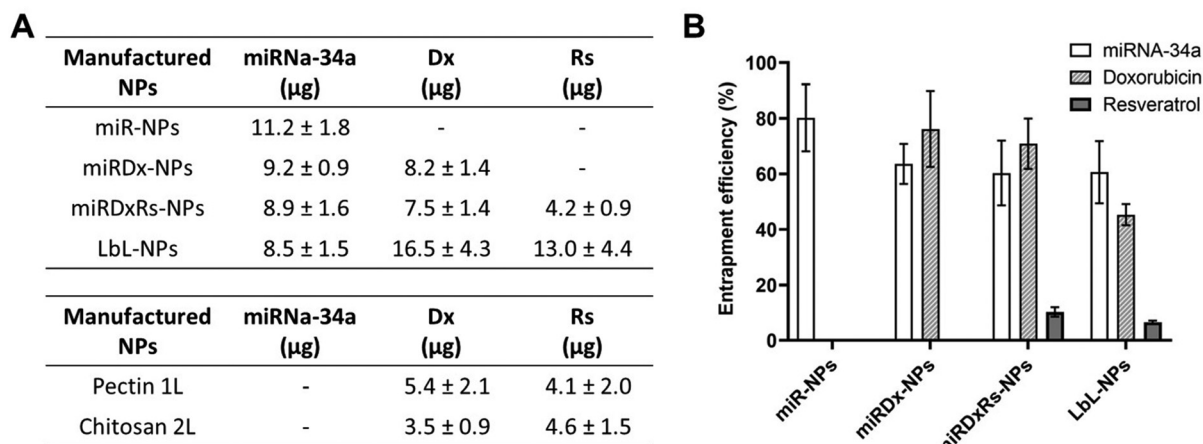 A
Manufactured NPs miRNa-34a (µg) Dx (µg) Rs (µg)
miR-NPs 11.2 ± 1.8 - -
miRDx-NPs 9.2 ± 0.9 8.2 ± 1.4 -
miRDxRs-NPs 8.9 ± 1.6 7.5 ± 1.4 4.2 ± 0.9
LbL-NPs 8.5 ± 1.5 16.5 ± 4.3 13.0 ± 4.4
Manufactured NPs miRNa-34a (µg) Dx (µg) Rs (µg)
Pectin 1L - 5.4 ± 2.1 4.1 ± 2.0
Chitosan 2L - 3.5 ± 0.9 4.6 ± 1.5
B
miRNA-34a
Doxorubicin
Resveratrol
Entrapment efficiency (%)
100
80
60
40
20
0
miR-NPs
miRDx-NPs
miRDxRs-NPs
LbL-NPs